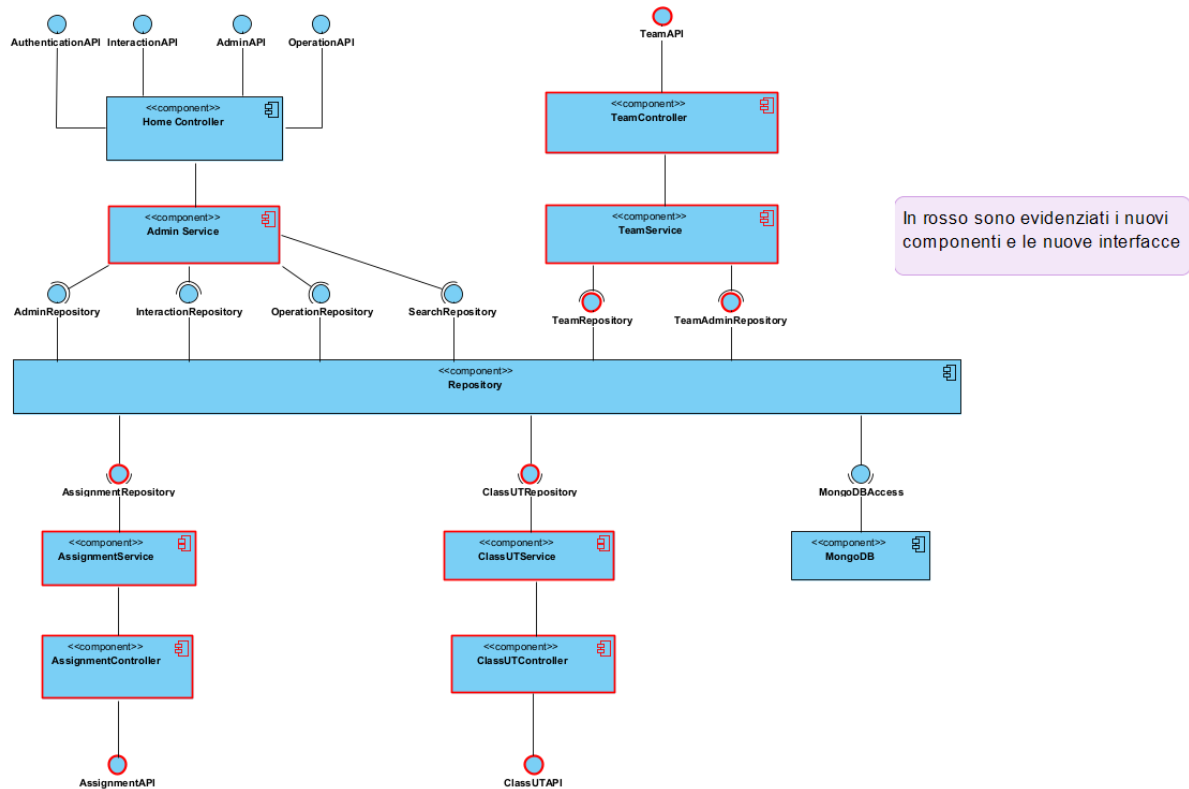 TeamAPI
AuthenticationAPI
InteractionAPI
AdminAPI
OperationAPI
<<component>>
Home Controller
<<component>>
TeamController
<<component>>
Admin Service
<<component>>
TeamService
In rosso sono evidenziati i nuovi
componenti e le nuove interfacce
AdminRepository
InteractionRepository
OperationRepository
SearchRepository
TeamRepository
TeamAdminRepository
<<component>>
Repository
AssignmentRepository
ClassUTRepository
MongoDBAccess
<<component>>
AssignmentService
<<component>>
ClassUTService
<<component>>
MongoDB
<<component>>
AssignmentController
<<component>>
ClassUTController
AssignmentAPI
ClassUTAPI